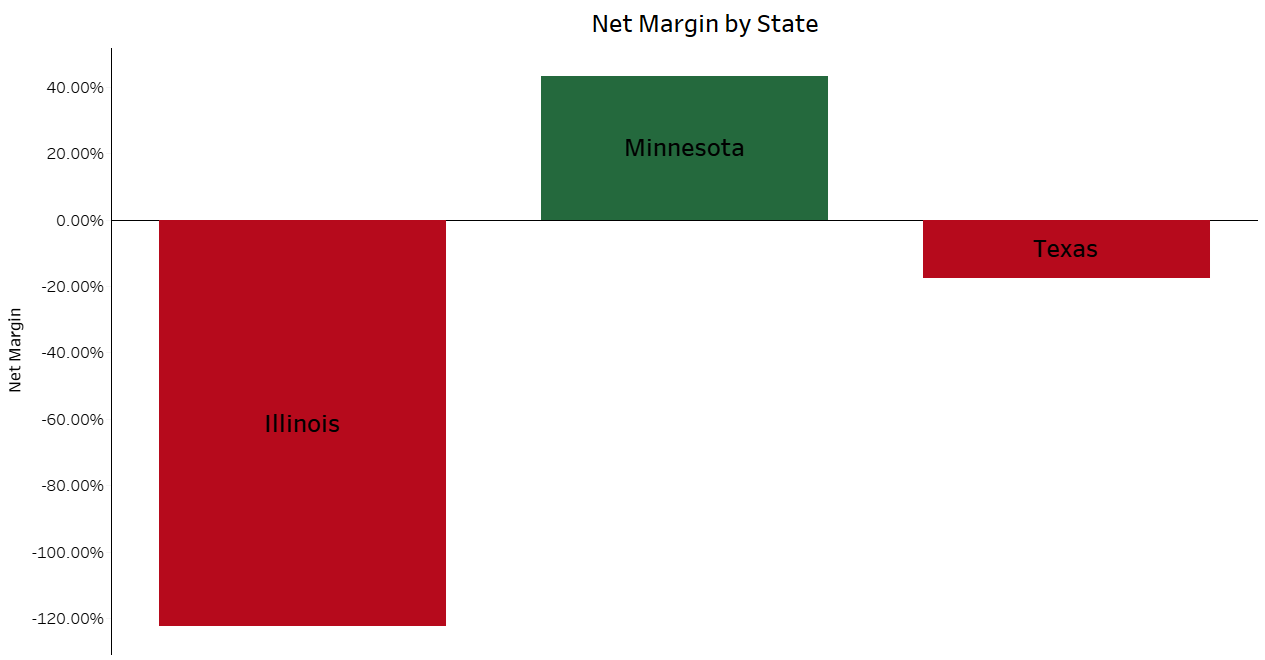 Net Margin by State
40.00%
20.00%
0.00%
-20.00%
-40.00%
-60.00%
-80.00%
-100.00%
-120.00%
Net Margin
Illinois
Minnesota
Texas